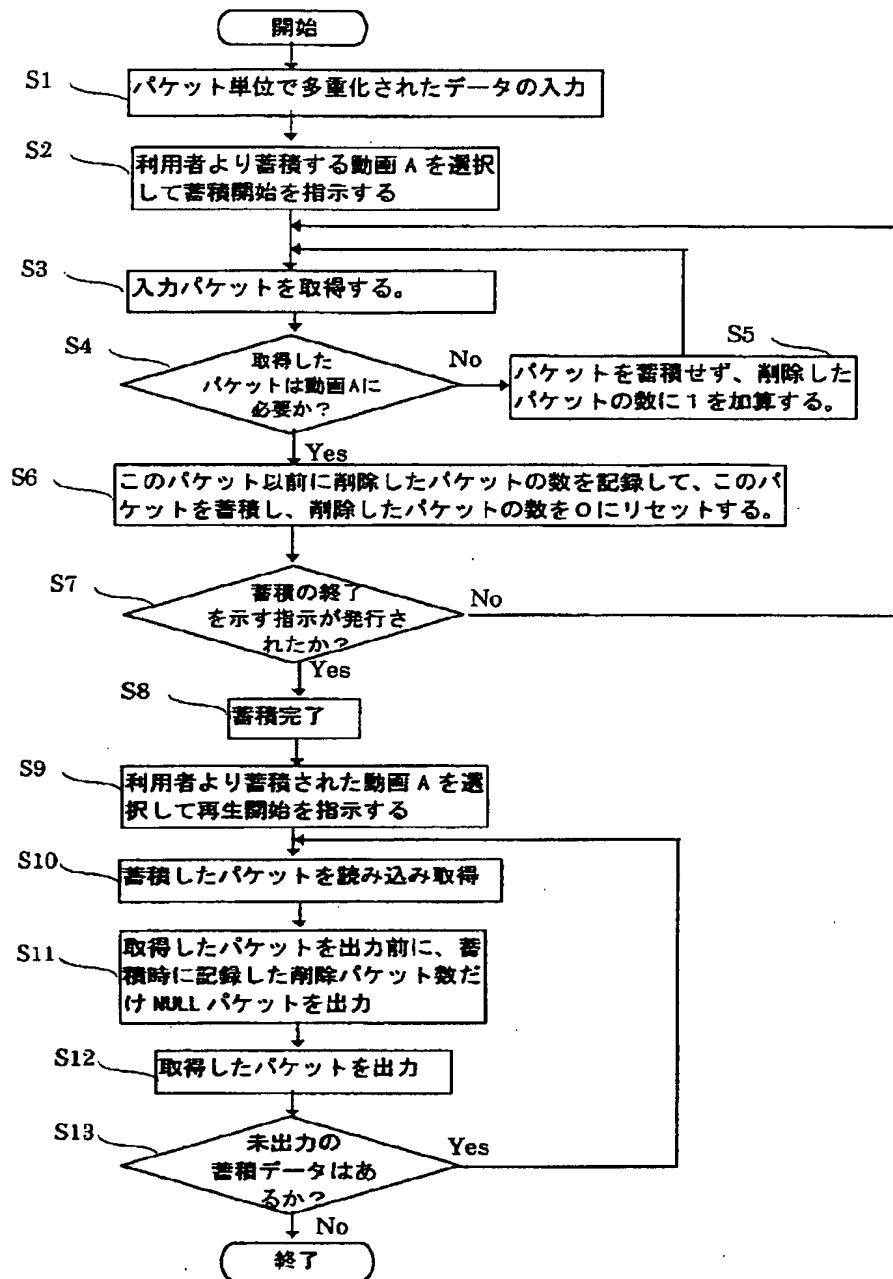 開始
S1
パケット単位で多重化されたデータの入力
S2
利用者より蓄積する動画 A を選択
して蓄積開始を指示する
S3
入力パケットを取得する。
S4
取得した
パケットは動画Aに
必要か?
No
S5
パケットを蓄積せず、削除した
パケットの数に1を加算する。
Yes
S6
このパケット以前に削除したパケットの数を記録して、このパ
ケットを蓄積し、削除したパケットの数を0にリセットする。
S7
蓄積の終了
を示す指示が発行さ
れたか?
No
Yes
S8
蓄積完了
S9
利用者より蓄積された動画 A を選
択して再生開始を指示する
S10
蓄積したパケットを読み込み取得
S11
取得したパケットを出力前に、蓄
積時に記録した削除パケット数だ
け NULL パケットを出力
S12
取得したパケットを出力
S13
未出力の
蓄積データはあ
るか?
Yes
No
終了